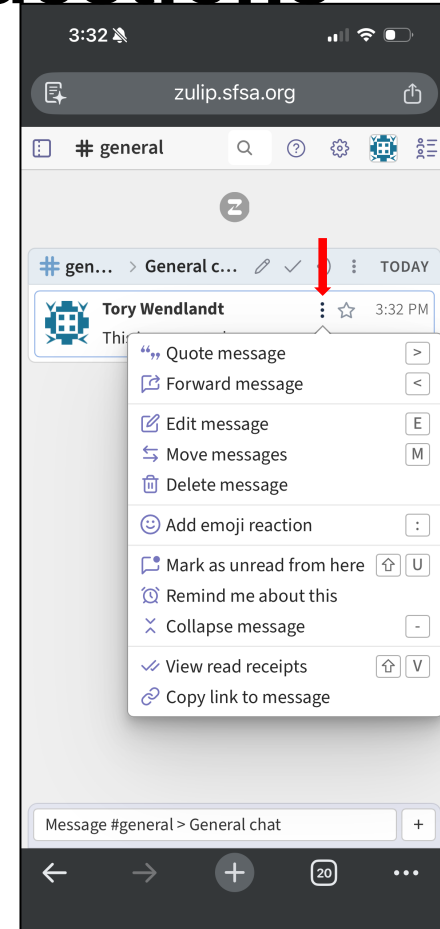 3:32
zulip.sfsa.org
# general
# gen... > General c... TODAY
Tory Wendlandt 3:32 PM
Quote message >
Forward message <
Edit message E
Move messages M
Delete message
Add emoji reaction :
Mark as unread from here ⇧ U
Remind me about this
Collapse message -
View read receipts ⇧ V
Copy link to message
Message #general > General chat +
20